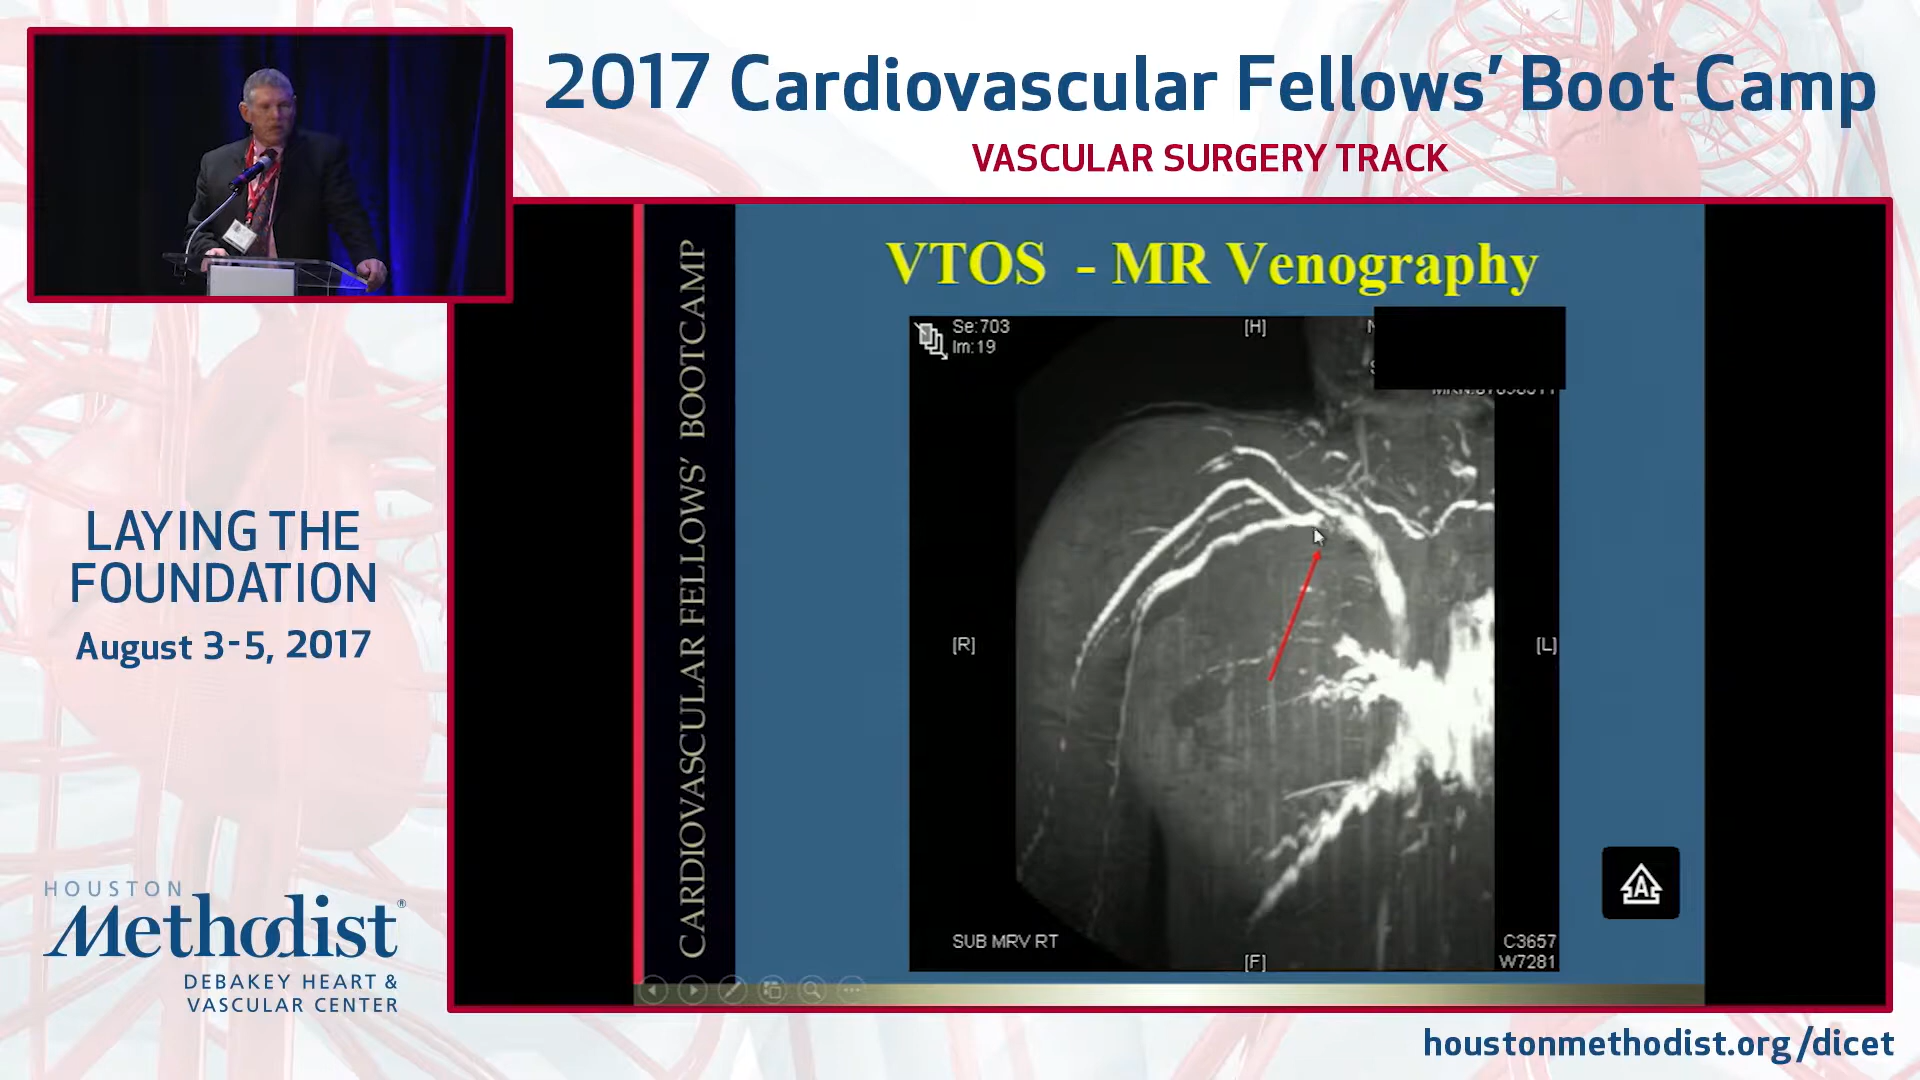 2017 Cardiovascular Fellows' Boot Camp
VASCULAR SURGERY TRACK
CARDIOVASCULAR FELLOWS' BOOTCAMP
VTOS - MR Venography
Se:703
Im:19
[H]
[R]
[L]
SUB MRV RT
[F]
C3657
W7281
A
LAYING THE
FOUNDATION
August 3-5, 2017
HOUSTON
Methodist®
DEBAKEY HEART &
VASCULAR CENTER
houstonmethodist.org/dicet